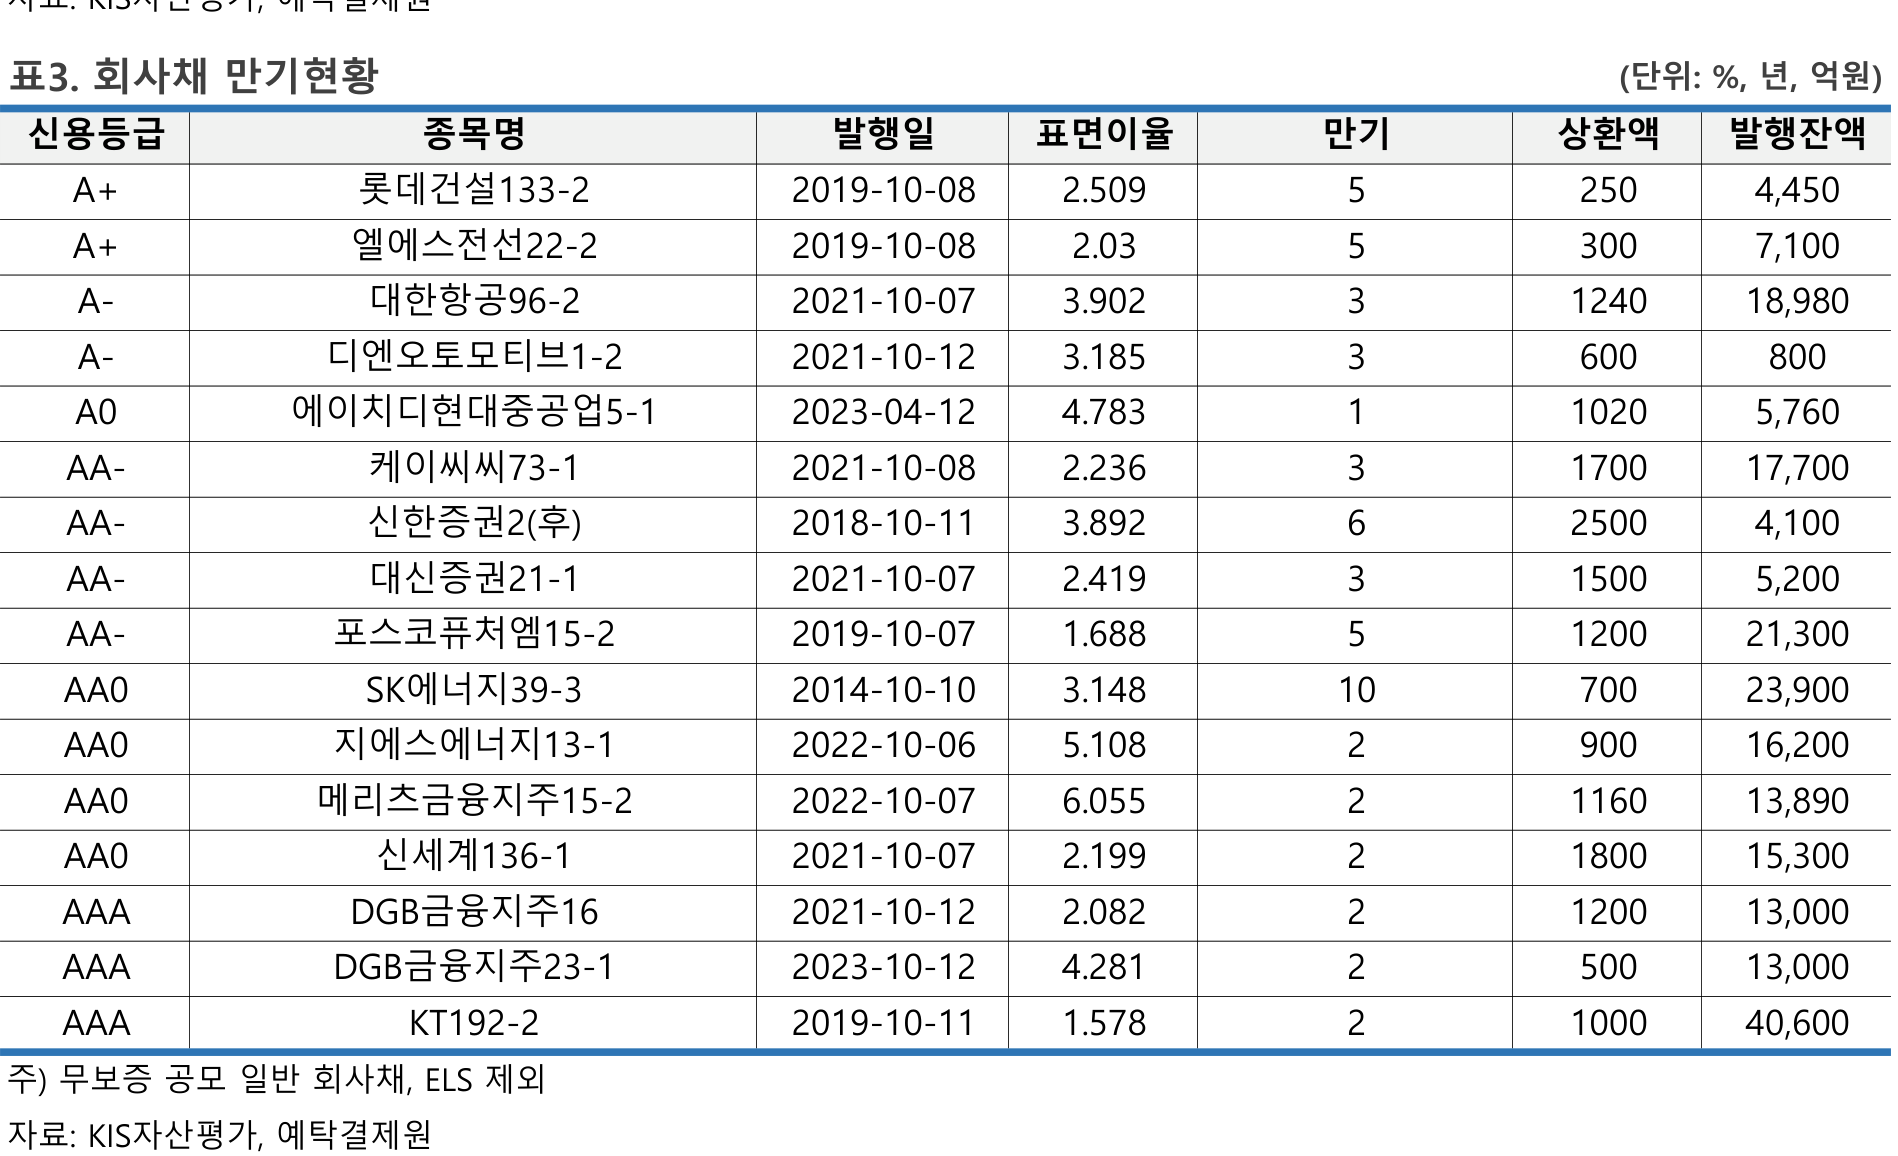 자료: KIS자산평가, 예탁결제원
표3. 회사채 만기현황 (단위: %, 년, 억원)
신용등급 종목명 발행일 표면이율 만기 상환액 발행잔액
A+ 롯데건설133-2 2019-10-08 2.509 5 250 4,450
A+ 엘에스전선22-2 2019-10-08 2.03 5 300 7,100
A- 대한항공96-2 2021-10-07 3.902 3 1240 18,980
A- 디엔오토모티브1-2 2021-10-12 3.185 3 600 800
A0 에이치디현대중공업5-1 2023-04-12 4.783 1 1020 5,760
AA- 케이씨씨73-1 2021-10-08 2.236 3 1700 17,700
AA- 신한증권2(후) 2018-10-11 3.892 6 2500 4,100
AA- 대신증권21-1 2021-10-07 2.419 3 1500 5,200
AA- 포스코퓨처엠15-2 2019-10-07 1.688 5 1200 21,300
AA0 SK에너지39-3 2014-10-10 3.148 10 700 23,900
AA0 지에스에너지13-1 2022-10-06 5.108 2 900 16,200
AA0 메리츠금융지주15-2 2022-10-07 6.055 2 1160 13,890
AA0 신세계136-1 2021-10-07 2.199 2 1800 15,300
AAA DGB금융지주16 2021-10-12 2.082 2 1200 13,000
AAA DGB금융지주23-1 2023-10-12 4.281 2 500 13,000
AAA KT192-2 2019-10-11 1.578 2 1000 40,600
주) 무보증 공모 일반 회사채, ELS 제외
자료: KIS자산평가, 예탁결제원